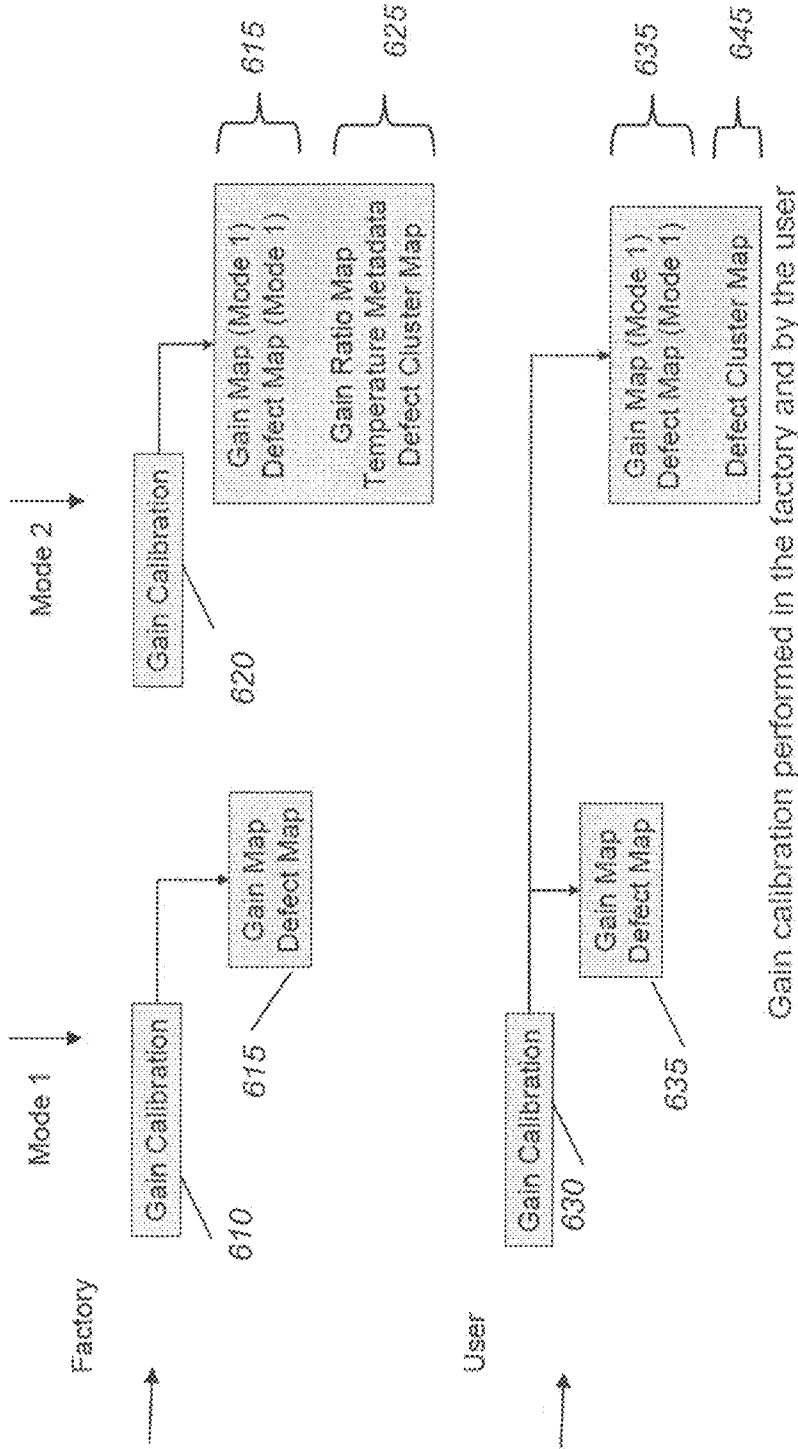 Mode 1
Mode 2
Factory
Gain Calibration
610
Gain Map
Defect Map
615
Gain Calibration
620
Gain Map (Mode 1)
Defect Map (Mode 1)
615
Gain Ratio Map
Temperature Metadata
Defect Cluster Map
625
User
Gain Calibration
630
Gain Map
Defect Map
635
Gain Map (Mode 1)
Defect Map (Mode 1)
635
Defect Cluster Map
645
Gain calibration performed in the factory and by the user